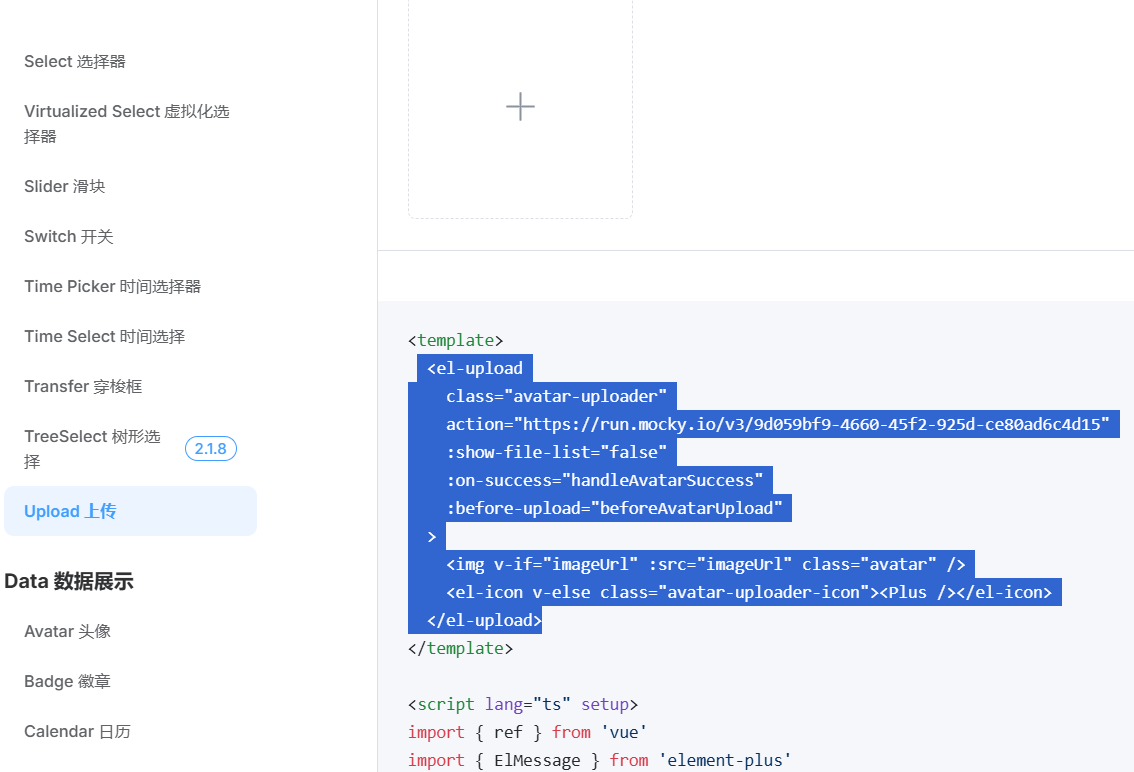 Select 选择器
Virtualized Select 虚拟化选
择器
Slider 滑块
Switch 开关
Time Picker 时间选择器
Time Select 时间选择
Transfer 穿梭框
TreeSelect 树形选
择
2.1.8
Upload 上传
Data 数据展示
Avatar 头像
Badge 徽章
Calendar 日历
<template>
  <el-upload
    class="avatar-uploader"
    action="https://run.mocky.io/v3/9d059bf9-4660-45f2-925d-ce80ad6c4d15"
    :show-file-list="false"
    :on-success="handleAvatarSuccess"
    :before-upload="beforeAvatarUpload"
  >
    <img v-if="imageUrl" :src="imageUrl" class="avatar" />
    <el-icon v-else class="avatar-uploader-icon"><Plus /></el-icon>
  </el-upload>
</template>
<script lang="ts" setup>
import { ref } from 'vue'
import { ElMessage } from 'element-plus'